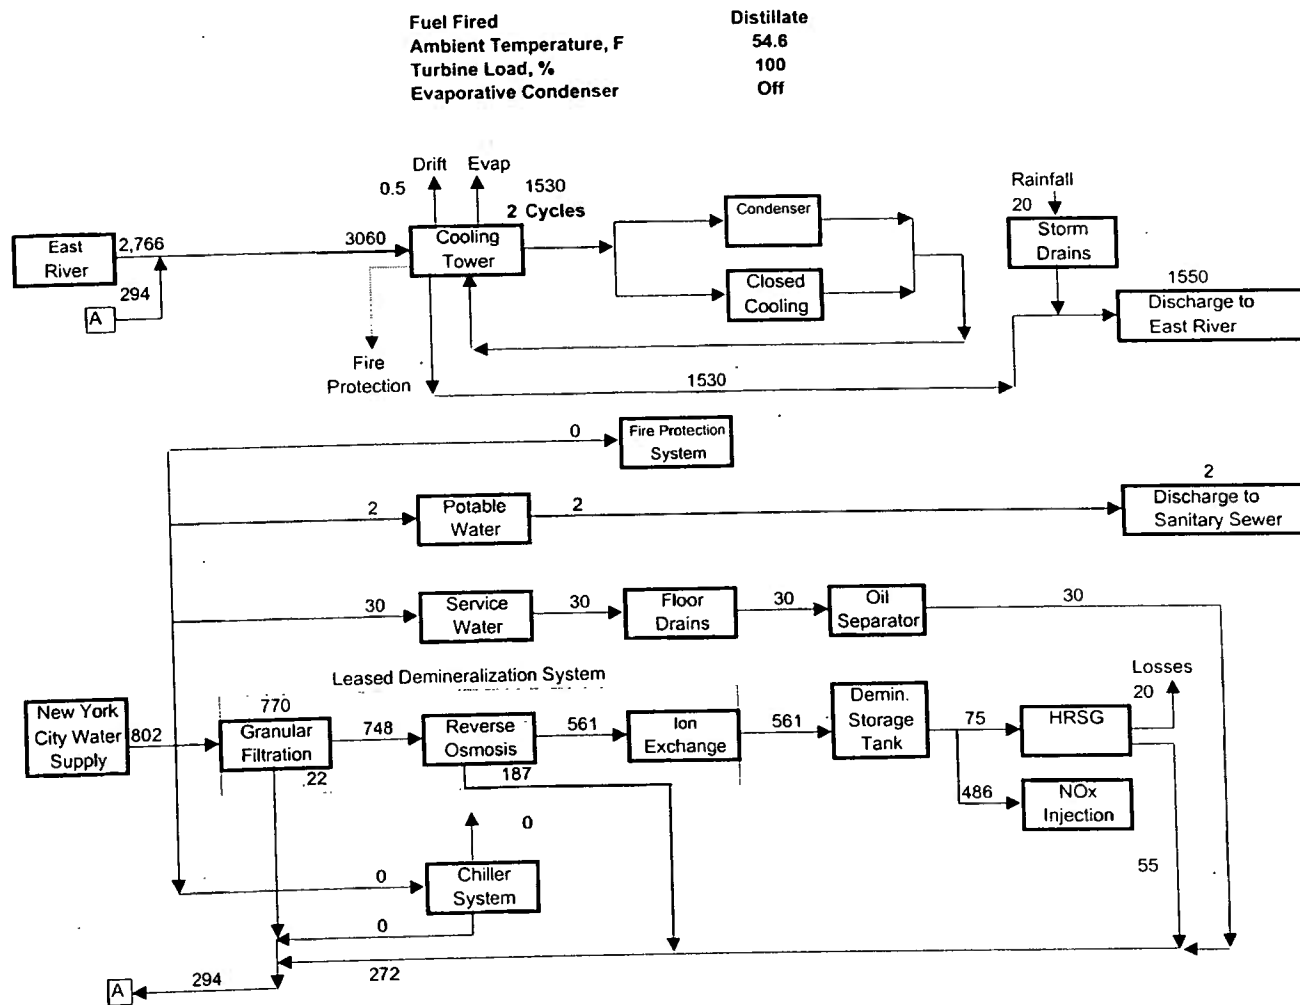 Fuel Fired Distillate
Ambient Temperature, F 54.6
Turbine Load, % 100
Evaporative Condenser Off
Drift Evap
0.5
1530
2 Cycles
East
River
2,766
3060
Cooling
Tower
Condenser
Closed
Cooling
Rainfall
20
Storm
Drains
1550
Discharge to
East River
294
A
Fire
Protection
1530
0
Fire Protection
System
2
Potable
Water
2
2
Discharge to
Sanitary Sewer
30
Service
Water
30
Floor
Drains
30
Oil
Separator
30
Leased Demineralization System
New York
City Water
Supply
802
770
Granular
Filtration
22
748
Reverse
Osmosis
187
561
Ion
Exchange
561
Demin.
Storage
Tank
75
HRSG
Losses
20
486
NOx
Injection
55
0
0
Chiller
System
0
272
294
A